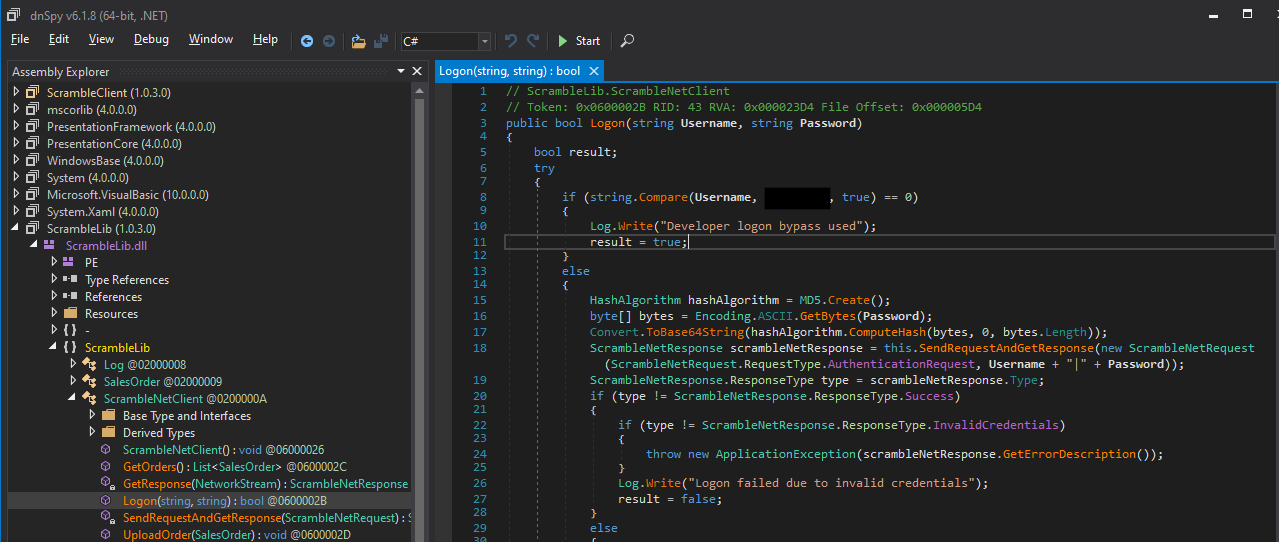 dnSpy v6.1.8 (64-bit, .NET)
File Edit View Debug Window Help C# Start
Assembly Explorer
ScrambleClient (1.0.3.0)
mscorlib (4.0.0.0)
PresentationFramework (4.0.0.0)
PresentationCore (4.0.0.0)
WindowsBase (4.0.0.0)
System (4.0.0.0)
Microsoft.VisualBasic (10.0.0.0)
System.Xaml (4.0.0.0)
ScrambleLib (1.0.3.0)
ScrambleLib.dll
PE
Type References
References
Resources
{ } -
{ } ScrambleLib
Log @02000008
SalesOrder @02000009
ScrambleNetClient @0200000A
Base Type and Interfaces
Derived Types
ScrambleNetClient() : void @06000026
GetOrders() : List<SalesOrder> @0600002C
GetResponse(NetworkStream) : ScrambleNetResponse
Logon(string, string) : bool @0600002B
SendRequestAndGetResponse(ScrambleNetRequest) : S
UploadOrder(SalesOrder) : void @0600002D
Logon(string, string) : bool
1 // ScrambleLib.ScrambleNetClient
2 // Token: 0x0600002B RID: 43 RVA: 0x000023D4 File Offset: 0x000005D4
3 public bool Logon(string Username, string Password)
4 {
5 bool result;
6 try
7 {
8 if (string.Compare(Username, , true) == 0)
9 {
10 Log.Write("Developer logon bypass used");
11 result = true;
12 }
13 else
14 {
15 HashAlgorithm hashAlgorithm = MD5.Create();
16 byte[] bytes = Encoding.ASCII.GetBytes(Password);
17 Convert.ToBase64String(hashAlgorithm.ComputeHash(bytes, 0, bytes.Length));
18 ScrambleNetResponse scrambleNetResponse = this.SendRequestAndGetResponse(new ScrambleNetRequest
(ScrambleNetRequest.RequestType.AuthenticationRequest, Username + "|" + Password));
19 ScrambleNetResponse.ResponseType type = scrambleNetResponse.Type;
20 if (type != ScrambleNetResponse.ResponseType.Success)
21 {
22 if (type != ScrambleNetResponse.ResponseType.InvalidCredentials)
23 {
24 throw new ApplicationException(scrambleNetResponse.GetErrorDescription());
25 }
26 Log.Write("Logon failed due to invalid credentials");
27 result = false;
28 }
29 else
30 {